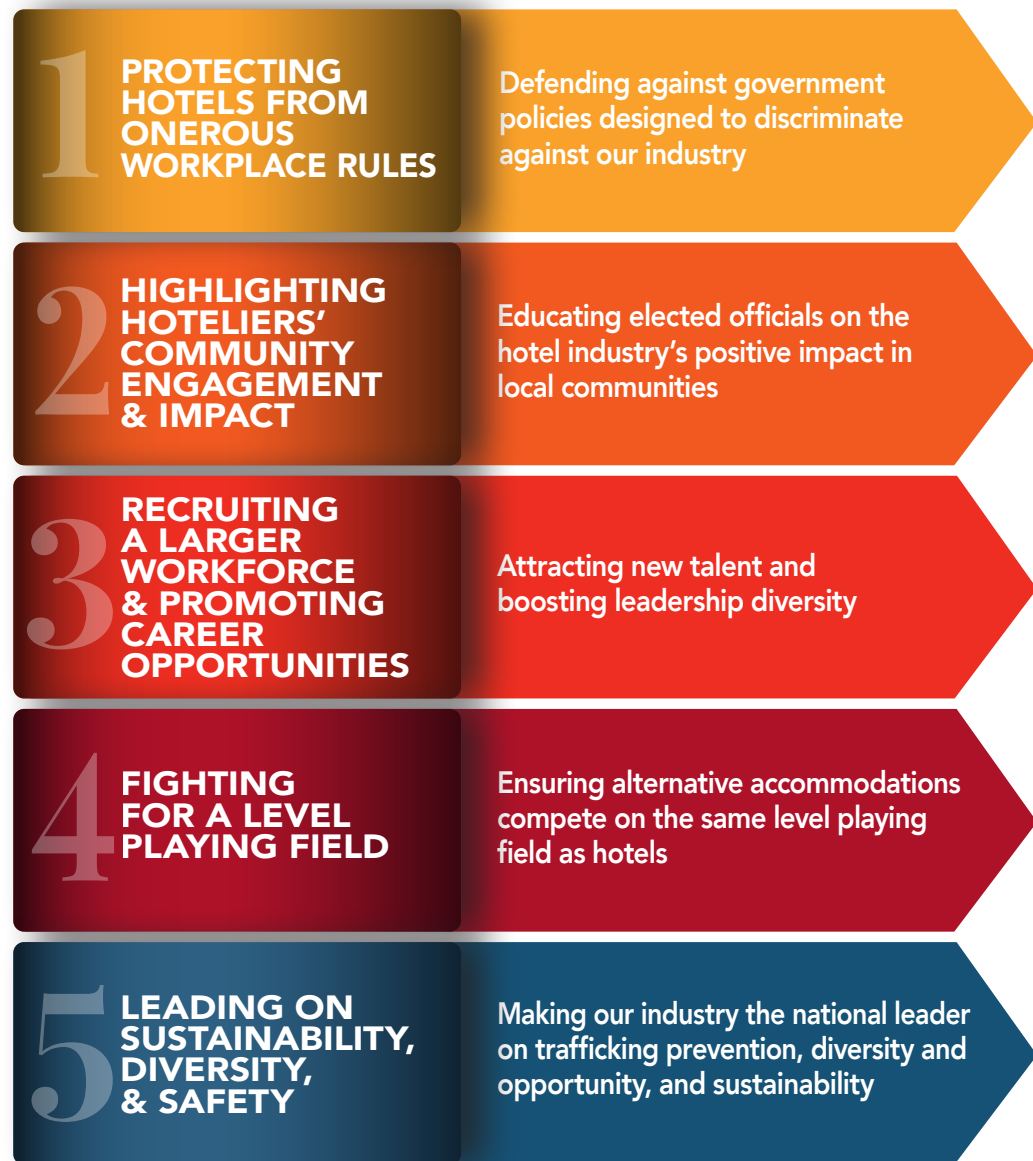 1
PROTECTING
HOTELS FROM
ONEROUS
WORKPLACE RULES
Defending against government
policies designed to discriminate
against our industry
2
HIGHLIGHTING
HOTELIERS’
COMMUNITY
ENGAGEMENT
& IMPACT
Educating elected officials on the
hotel industry’s positive impact in
local communities
3
RECRUITING
A LARGER
WORKFORCE
& PROMOTING
CAREER
OPPORTUNITIES
Attracting new talent and
boosting leadership diversity
4
FIGHTING
FOR A LEVEL
PLAYING FIELD
Ensuring alternative accommodations
compete on the same level playing
field as hotels
5
LEADING ON
SUSTAINABILITY,
DIVERSITY,
& SAFETY
Making our industry the national leader
on trafficking prevention, diversity and
opportunity, and sustainability